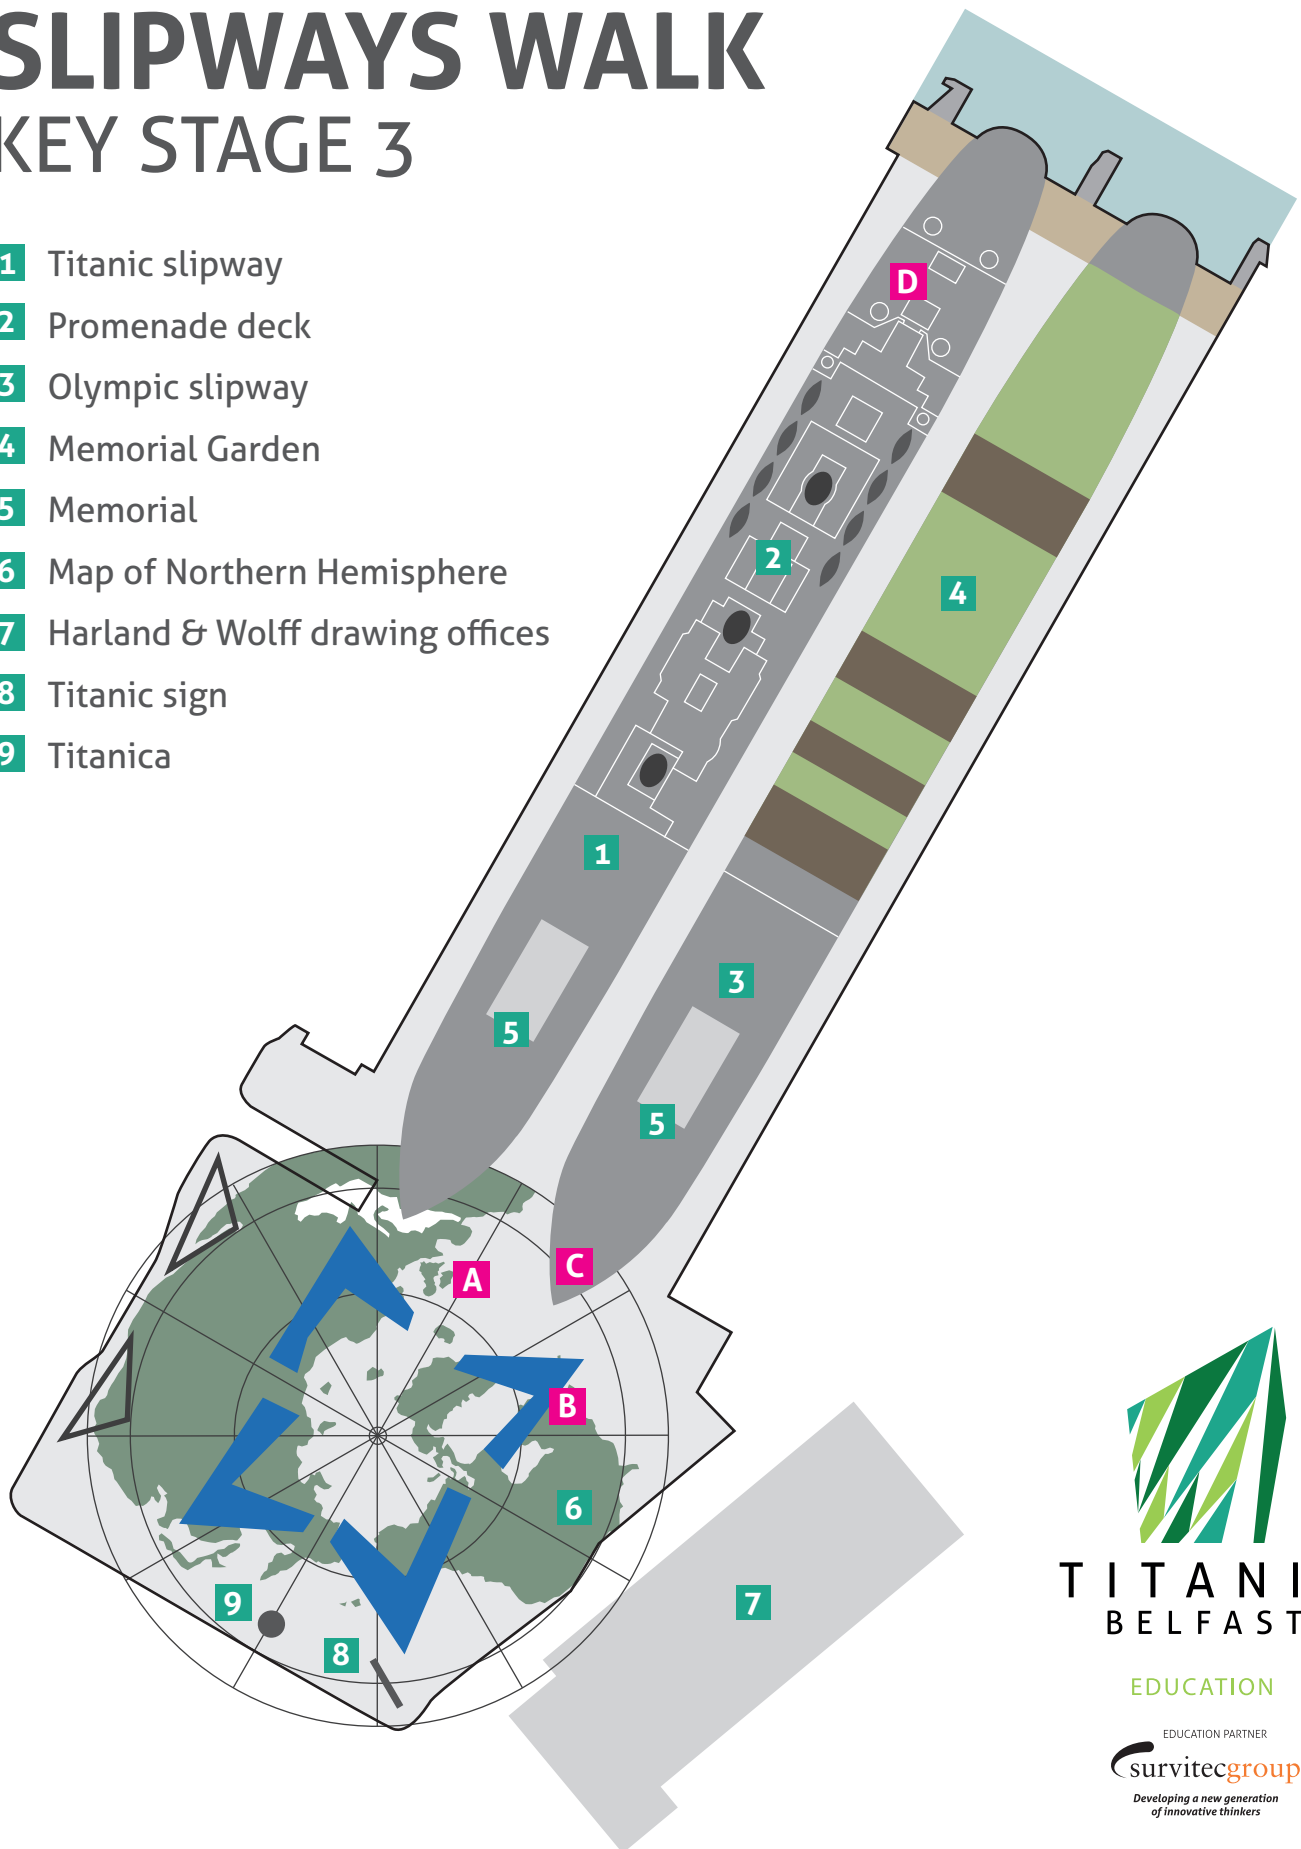 SLIPWAYS WALK
KEY STAGE 3
1 Titanic slipway
2 Promenade deck
3 Olympic slipway
4 Memorial Garden
5 Memorial
6 Map of Northern Hemisphere
7 Harland & Wolff drawing offices
8 Titanic sign
9 Titanica
D
2
4
1
3
5
5
C
A
B
6
9
7
8
TITANI
BELFAST
EDUCATION
EDUCATION PARTNER
survitecgroup
Developing a new generation
of innovative thinkers